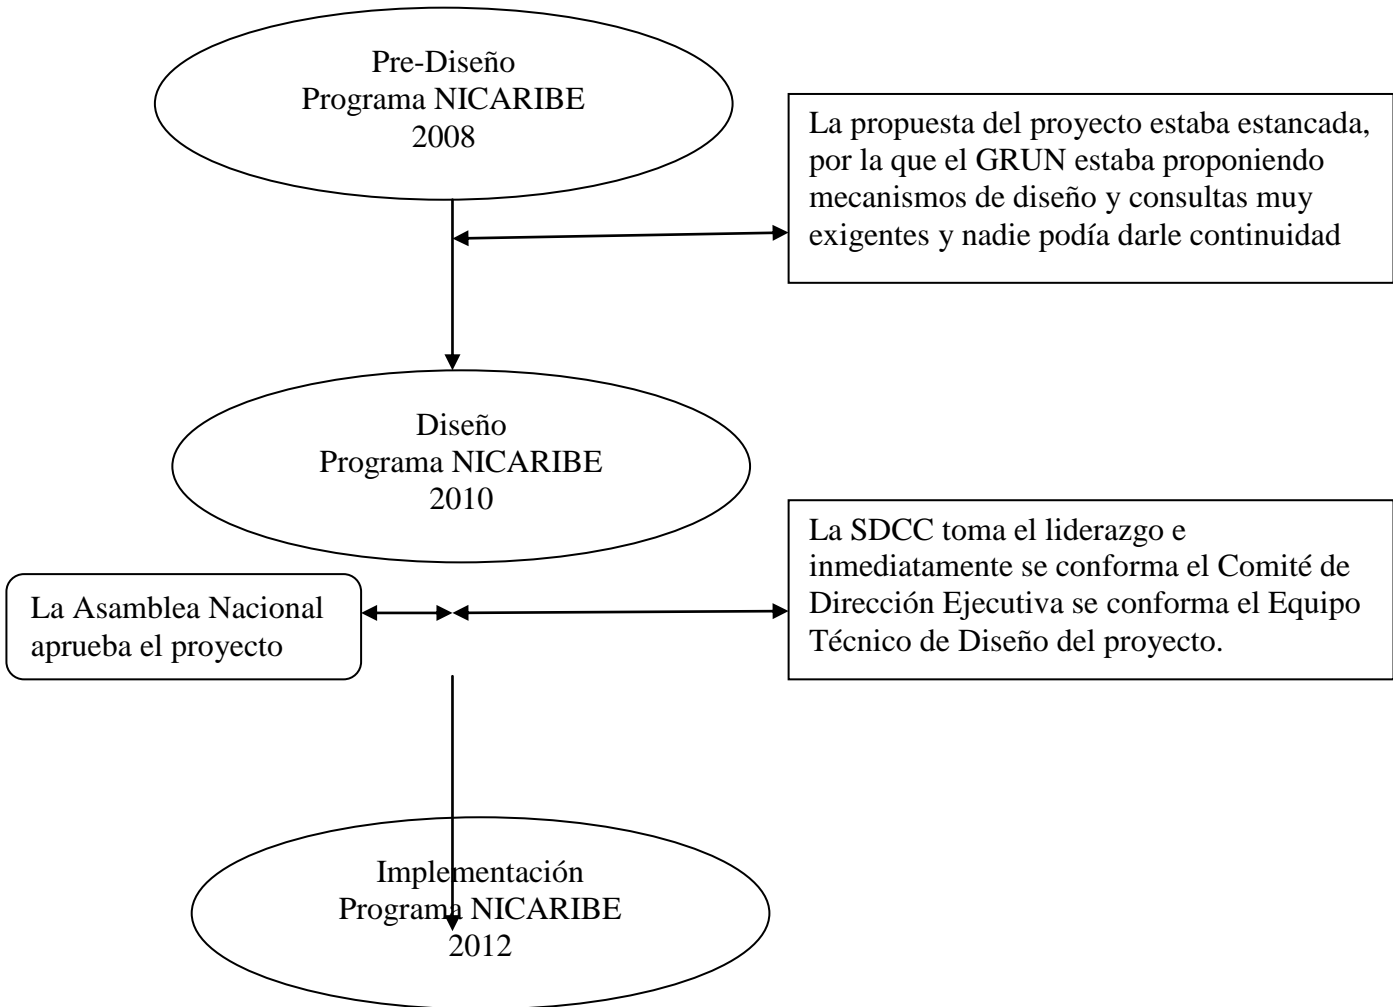 Pre-Diseño
Programa NICARIBE
2008
La propuesta del proyecto estaba estancada,
por la que el GRUN estaba proponiendo
mecanismos de diseño y consultas muy
exigentes y nadie podía darle continuidad
Diseño
Programa NICARIBE
2010
La Asamblea Nacional
aprueba el proyecto
La SDCC toma el liderazgo e
inmediatamente se conforma el Comité de
Dirección Ejecutiva se conforma el Equipo
Técnico de Diseño del proyecto.
Implementación
Programa NICARIBE
2012